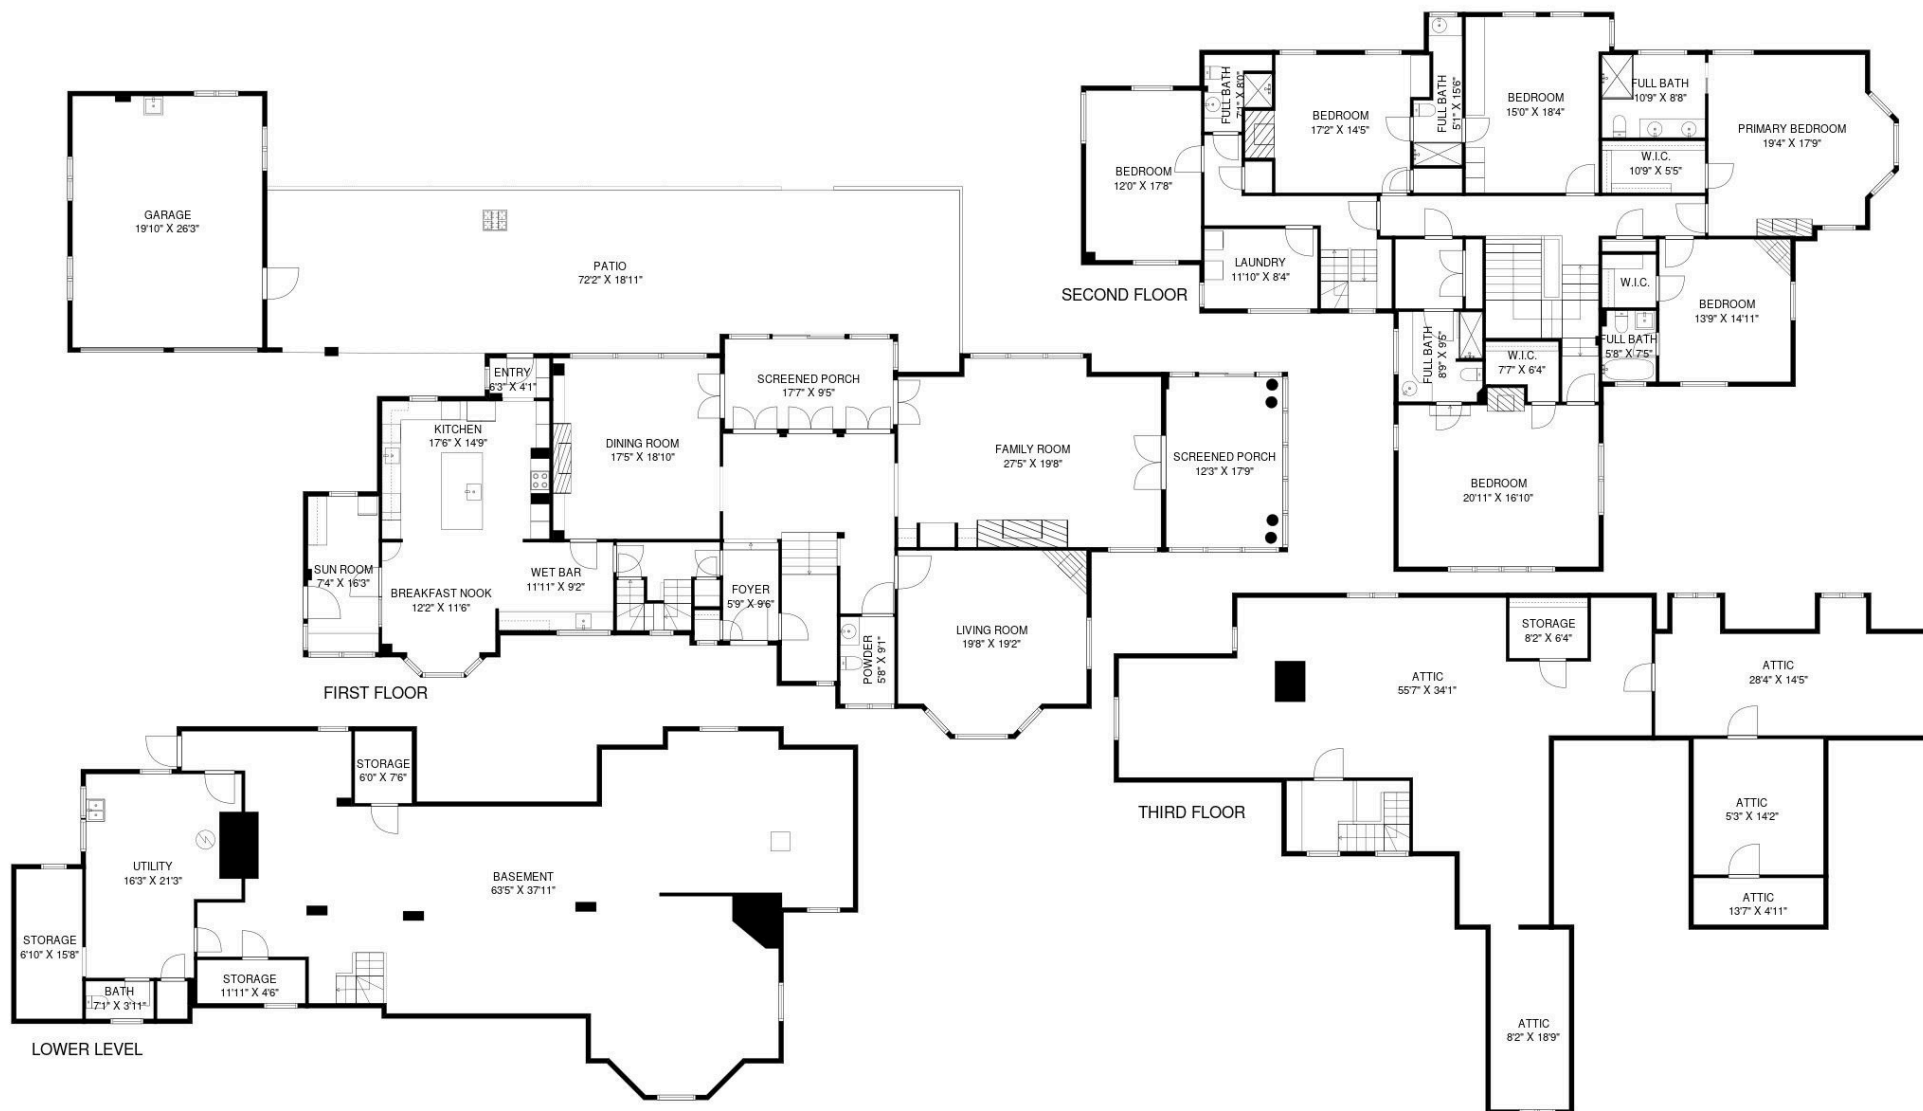 GARAGE
19'10" X 26'3"
PATIO
72'2" X 18'11"
ENTRY
6'3" X 4'1"
SCREENED PORCH
17'7" X 9'5"
KITCHEN
17'6" X 14'9"
DINING ROOM
17'5" X 18'10"
FAMILY ROOM
27'5" X 19'8"
SCREENED PORCH
12'3" X 17'9"
SUN ROOM
7'4" X 16'3"
BREAKFAST NOOK
12'2" X 11'6"
WET BAR
11'11" X 9'2"
FOYER
5'9" X 9'6"
POWDER
5'8" X 9'1"
LIVING ROOM
19'8" X 19'2"
FIRST FLOOR
FULL BATH
7'1" X 8'0"
BEDROOM
17'2" X 14'5"
FULL BATH
5'1" X 15'6"
BEDROOM
15'0" X 18'4"
FULL BATH
10'9" X 8'8"
PRIMARY BEDROOM
19'4" X 17'9"
W.I.C.
10'9" X 5'5"
BEDROOM
12'0" X 17'8"
LAUNDRY
11'10" X 8'4"
SECOND FLOOR
W.I.C.
BEDROOM
13'9" X 14'11"
FULL BATH
5'8" X 7'5"
FULL BATH
8'9" X 9'5"
W.I.C.
7'7" X 6'4"
BEDROOM
20'11" X 16'10"
STORAGE
8'2" X 6'4"
ATTIC
55'7" X 34'1"
ATTIC
28'4" X 14'5"
THIRD FLOOR
ATTIC
5'3" X 14'2"
ATTIC
13'7" X 4'11"
ATTIC
8'2" X 18'9"
STORAGE
6'0" X 7'6"
UTILITY
16'3" X 21'3"
BASEMENT
63'5" X 37'11"
STORAGE
6'10" X 15'8"
STORAGE
11'11" X 4'6"
BATH
7'1" X 3'11"
LOWER LEVEL